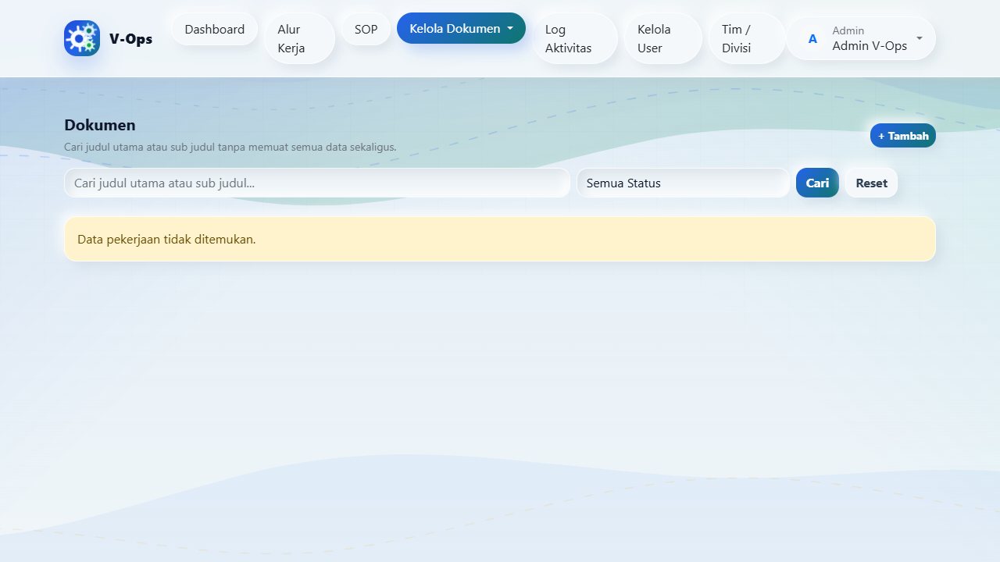 V-Ops
Dashboard
Alur
Kerja
SOP
Kelola Dokumen
Log
Aktivitas
Kelola
User
Tim /
Divisi
A
Admin
Admin V-Ops
Dokumen
Cari judul utama atau sub judul tanpa memuat semua data sekaligus.
+ Tambah
Cari judul utama atau sub judul...
Semua Status
Cari
Reset
Data pekerjaan tidak ditemukan.